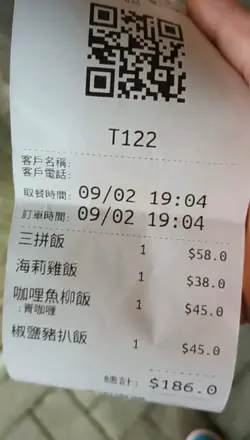 T122
客戶名稱:
客戶電話:
取餐時間: 09/02 19:04
訂單時間: 09/02 19:04
三拼飯 1 $58.0
海莉雞飯 1 $38.0
咖哩魚柳飯 1 $45.0
: 青咖喱
椒鹽豬扒飯 1 $45.0
總計: $186.0